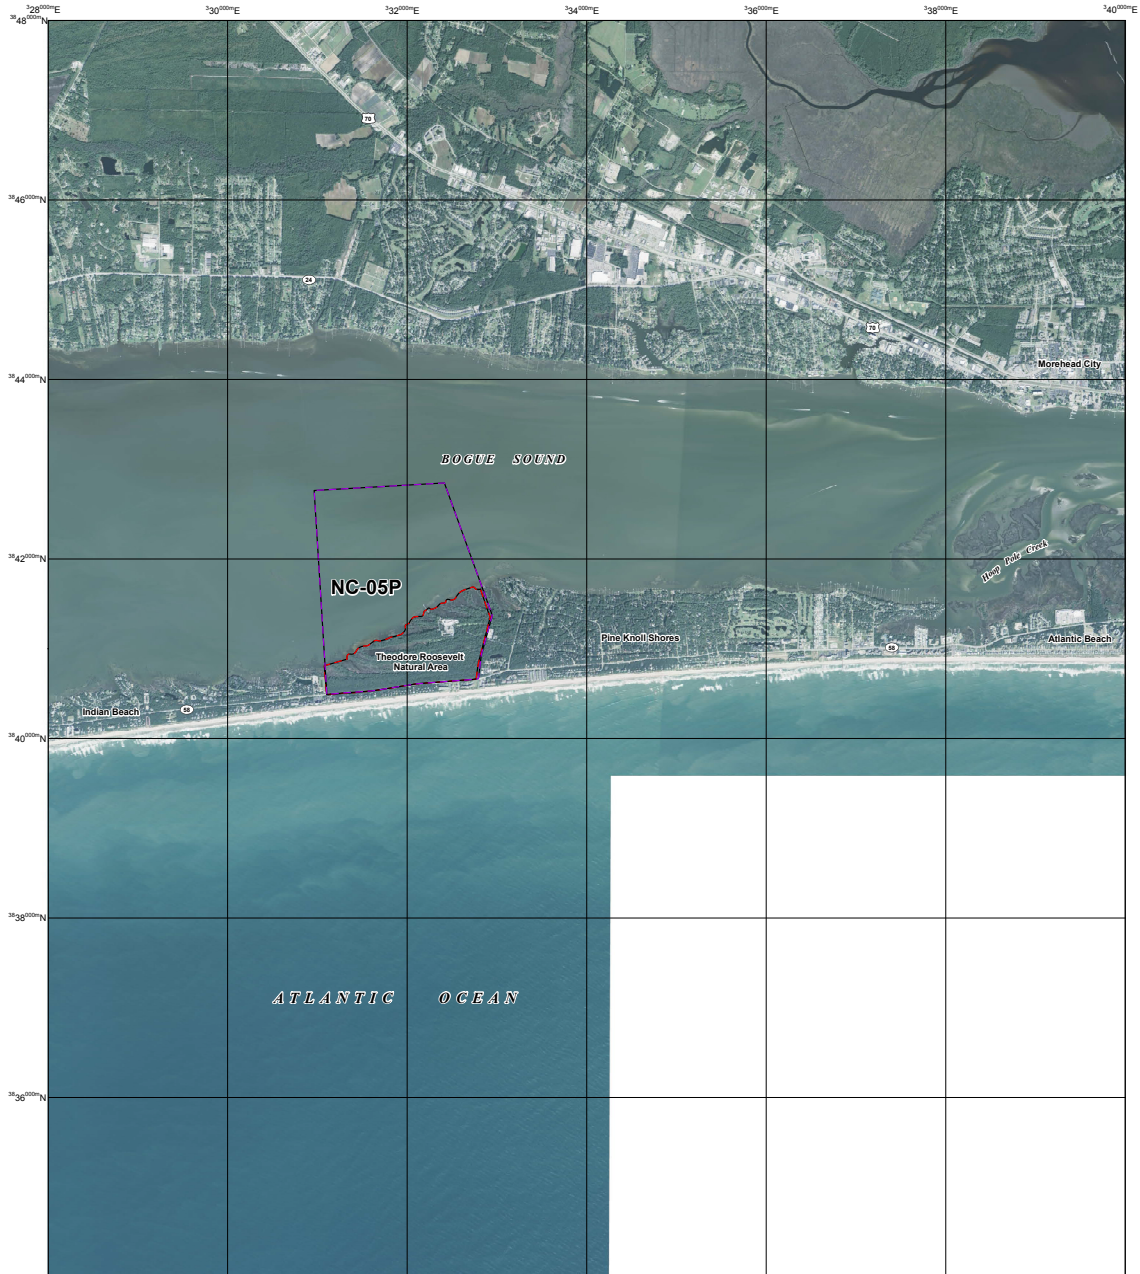 ³28⁰⁰⁰ᵐE ³30⁰⁰⁰ᵐE ³32⁰⁰⁰ᵐE ³34⁰⁰⁰ᵐE ³36⁰⁰⁰ᵐE ³38⁰⁰⁰ᵐE ³40⁰⁰⁰ᵐE
³⁸48⁰⁰⁰ᵐN
70
³⁸46⁰⁰⁰ᵐN
24
70
Morehead City
³⁸44⁰⁰⁰ᵐN
BOGUE SOUND
³⁸42⁰⁰⁰ᵐN
Hoop Pole Creek
NC-05P
Pine Knoll Shores
Atlantic Beach
58
Theodore Roosevelt
Natural Area
Indian Beach
58
³⁸40⁰⁰⁰ᵐN
³⁸38⁰⁰⁰ᵐN
ATLANTIC OCEAN
³⁸36⁰⁰⁰ᵐN